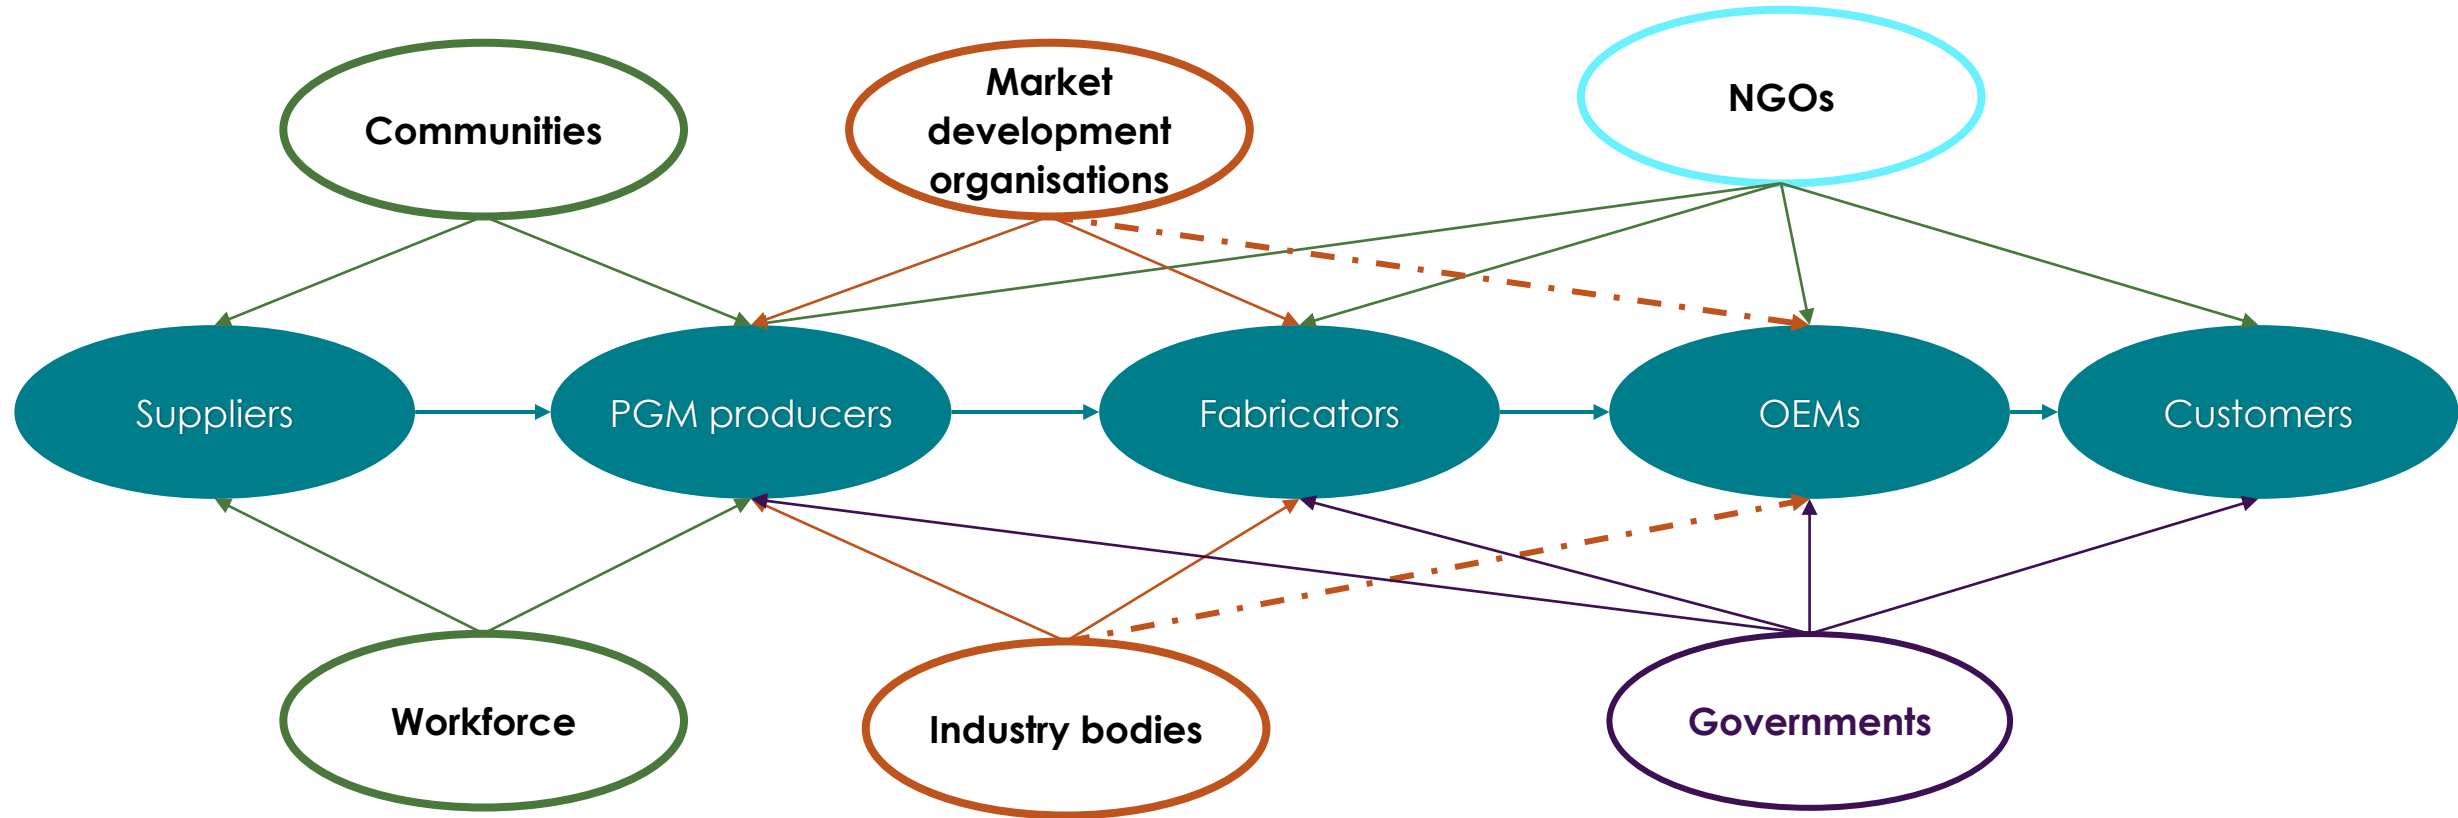 Communities
Market
development
organisations
NGOs
Suppliers
PGM producers
Fabricators
OEMs
Customers
Workforce
Industry bodies
Governments